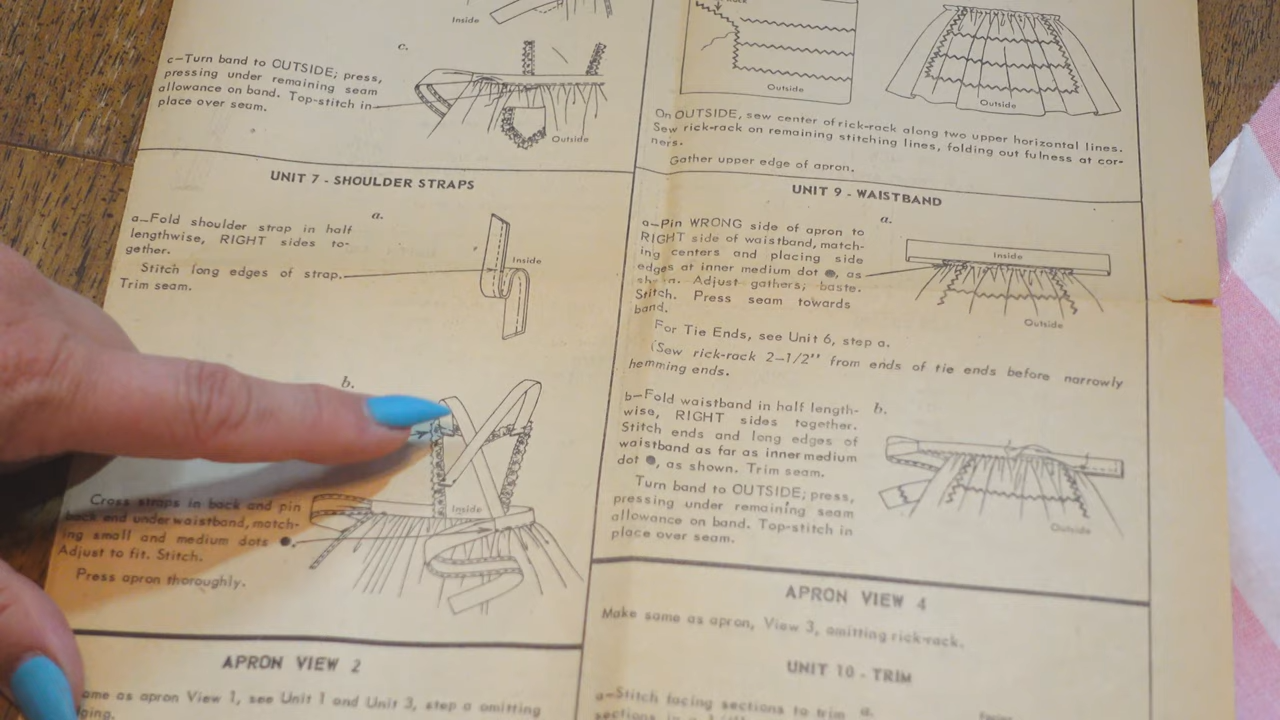 Inside
c.
c—Turn band to OUTSIDE; press,
pressing under remaining seam
allowance on band. Top-stitch in
place over seam.
Outside
UNIT 7 - SHOULDER STRAPS
a.
a—Fold shoulder strap in half
lengthwise, RIGHT sides to-
gether.
Stitch long edges of strap.
Trim seam.
Inside
b.
Cross straps in back and pin
back end under waistband, match-
ing small and medium dots ●.
Adjust to fit. Stitch.
Press apron thoroughly.
Inside
APRON VIEW 2
ame as apron View 1, see Unit 1 and Unit 3, step a omitting
ging.
Outside
Outside
On OUTSIDE, sew center of rick-rack along two upper horizontal lines.
Sew rick-rack on remaining stitching lines, folding out fulness at cor-
ners.
Gather upper edge of apron.
UNIT 9 - WAISTBAND
a.
a—Pin WRONG side of apron to
RIGHT side of waistband, match-
ing centers and placing side
edges at inner medium dot ●, as
shown. Adjust gathers; baste.
Stitch. Press seam towards
band.
Inside
Outside
For Tie Ends, see Unit 6, step a.
(Sew rick-rack 2-1/2" from ends of tie ends before narrowly
hemming ends.
b—Fold waistband in half length-
wise, RIGHT sides together.
Stitch ends and long edges of
waistband as far as inner medium
dot ●, as shown. Trim seam.
b.
Turn band to OUTSIDE; press,
pressing under remaining seam
allowance on band. Top-stitch in
place over seam.
Outside
APRON VIEW 4
Make same as apron, View 3, omitting rick-rack.
UNIT 10 - TRIM
a—Stitch facing sections to trim
a.
sections in a